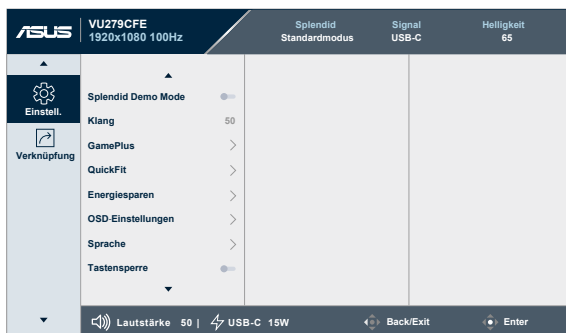 ASUS
VU279CFE
1920x1080 100Hz
Splendid
Standardmodus
Signal
USB-C
Helligkeit
65
Einstell.
Verknüpfung
Splendid Demo Mode
Klang 50
GamePlus
QuickFit
Energiesparen
OSD-Einstellungen
Sprache
Tastensperre
Lautstärke 50 | USB-C 15W Back/Exit Enter